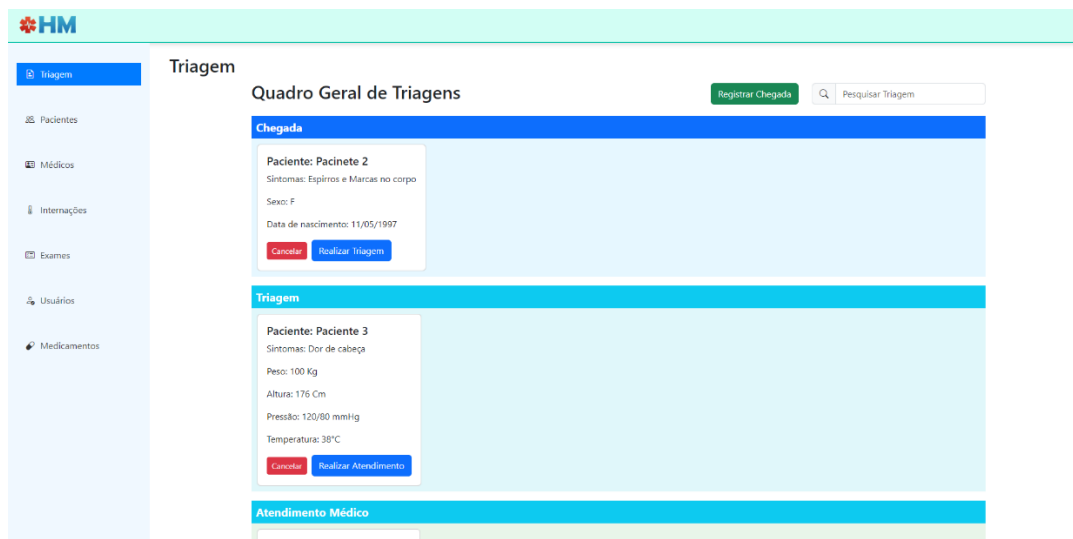 HM
Triagem
Pacientes
Médicos
Internações
Exames
Usuários
Medicamentos
Triagem
Quadro Geral de Triagens
Registrar Chegada
Pesquisar Triagem
Chegada
Paciente: Pacinete 2
Sintomas: Espirros e Marcas no corpo
Sexo: F
Data de nascimento: 11/05/1997
Cancelar
Realizar Triagem
Triagem
Paciente: Paciente 3
Sintomas: Dor de cabeça
Peso: 100 Kg
Altura: 176 Cm
Pressão: 120/80 mmHg
Temperatura: 38°C
Cancelar
Realizar Atendimento
Atendimento Médico